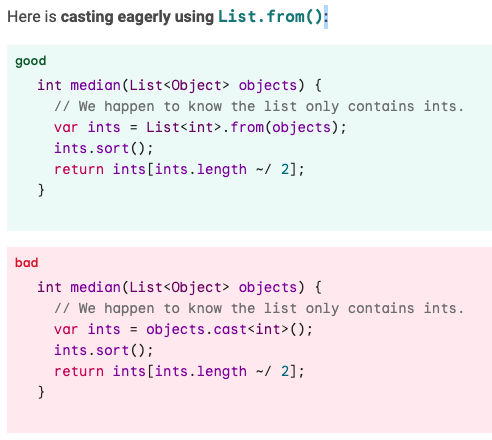 Here is casting eagerly using List.from():
good
int median(List<Object> objects) {
  // We happen to know the list only contains ints.
  var ints = List<int>.from(objects);
  ints.sort();
  return ints[ints.length ~/ 2];
}
bad
int median(List<Object> objects) {
  // We happen to know the list only contains ints.
  var ints = objects.cast<int>();
  ints.sort();
  return ints[ints.length ~/ 2];
}